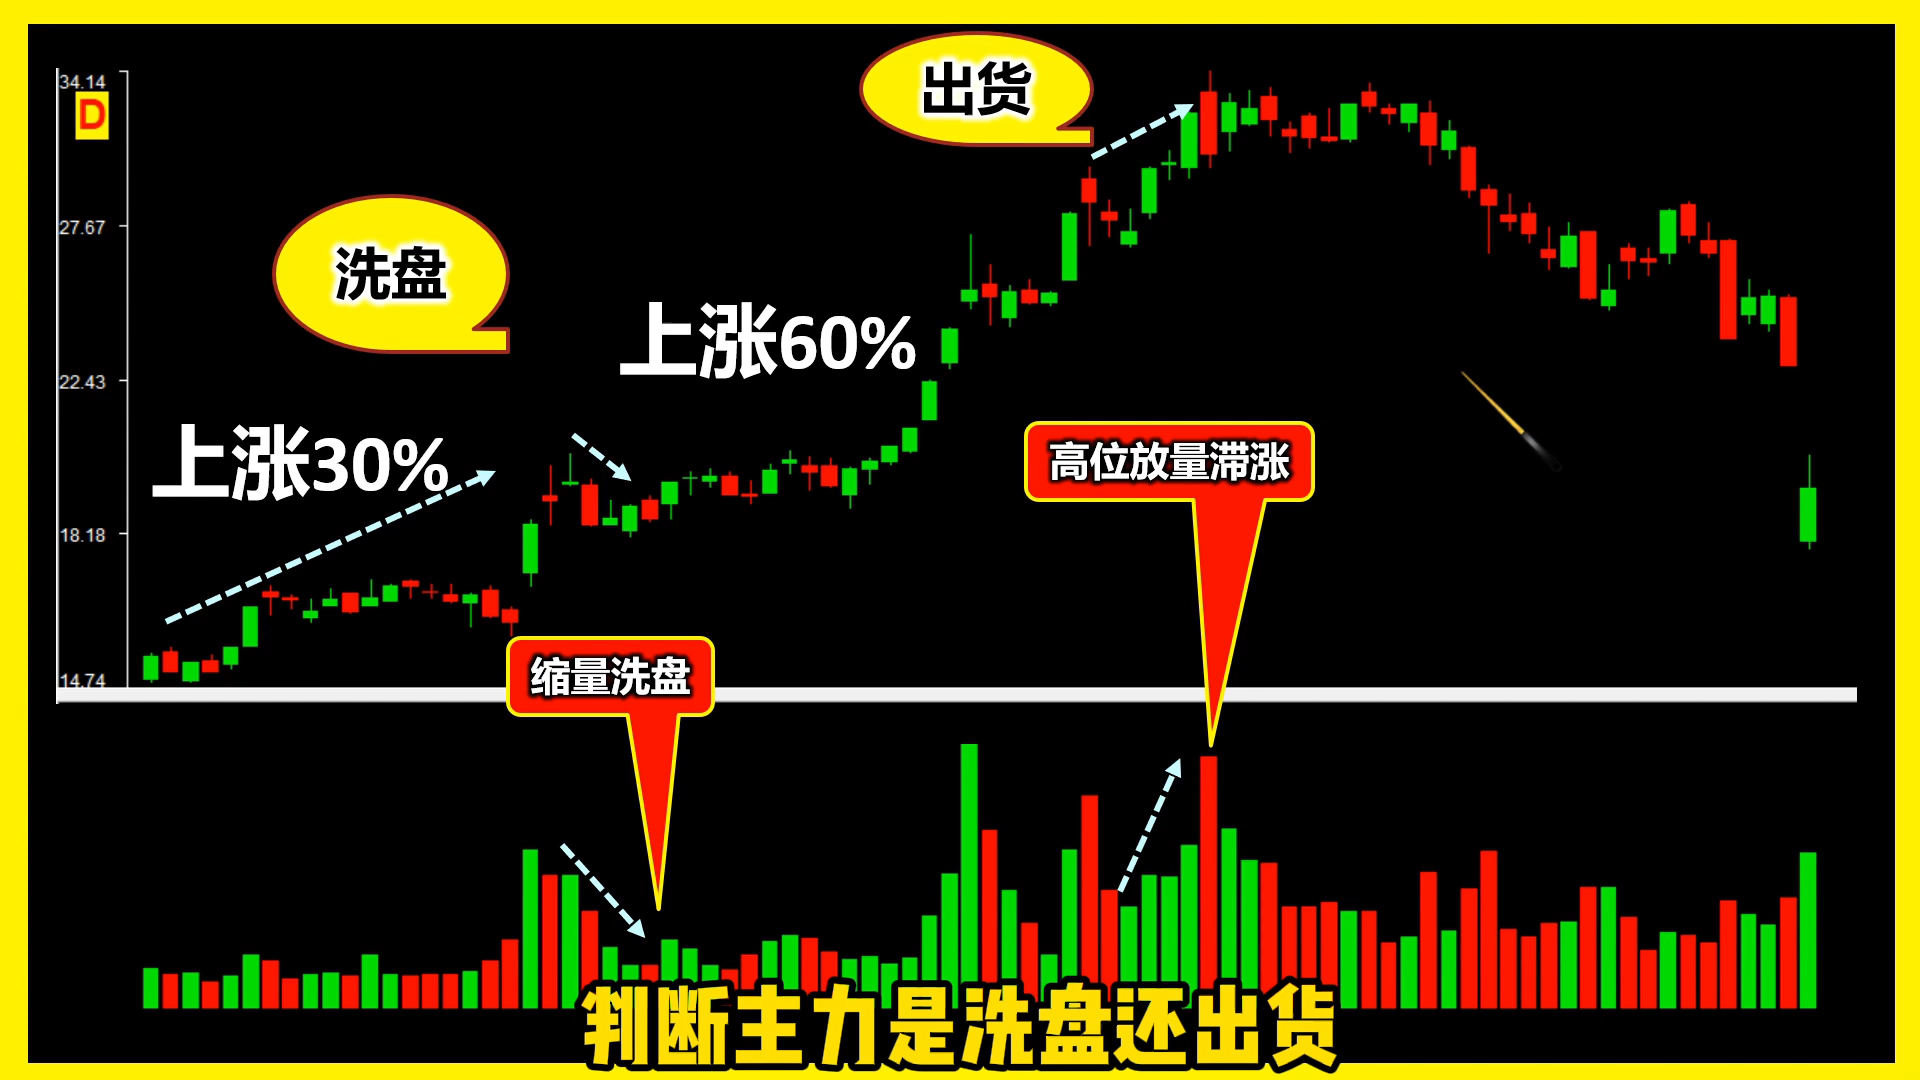 出货
34.14
D
27.67
洗盘
上涨60%
22.43
上涨30%
高位放量滞涨
18.18
缩量洗盘
14.74
判断主力是洗盘还出货